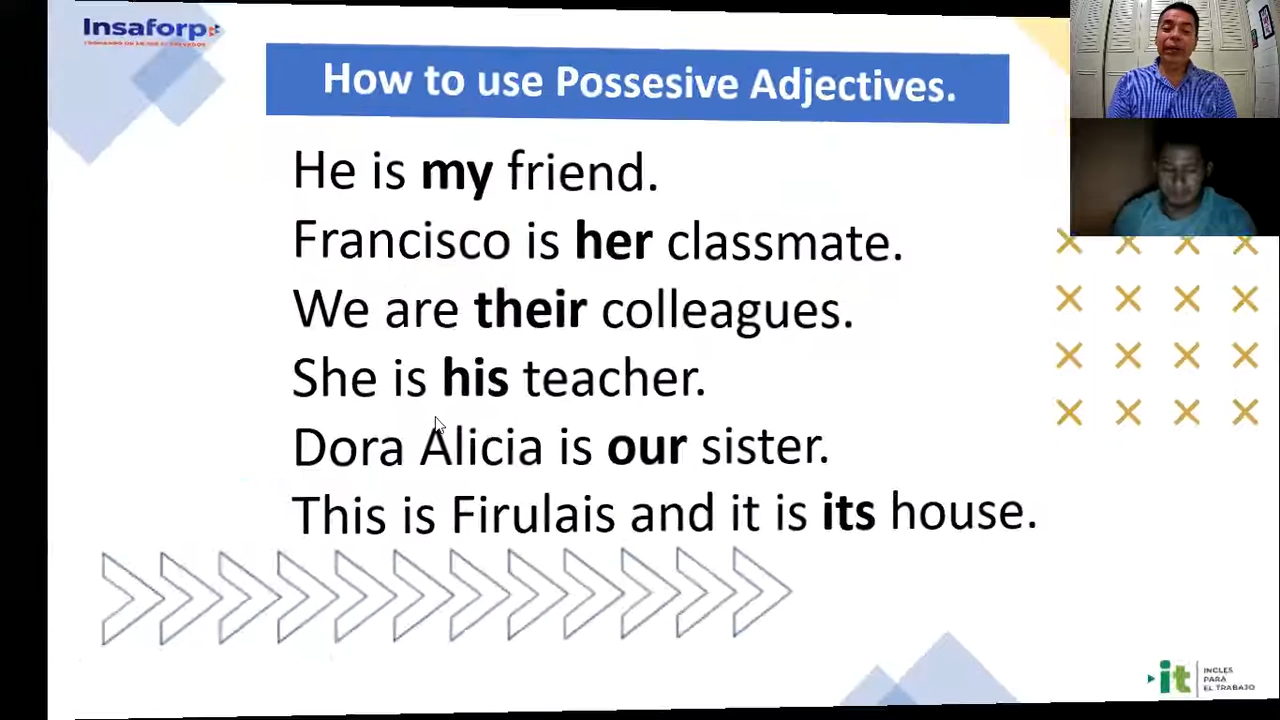 Insaforp
How to use Possesive Adjectives.
He is my friend.
Francisco is her classmate.
We are their colleagues.
She is his teacher.
Dora Alicia is our sister.
This is Firulais and it is its house.
it
INGLES
PARA
EL TRABAJO